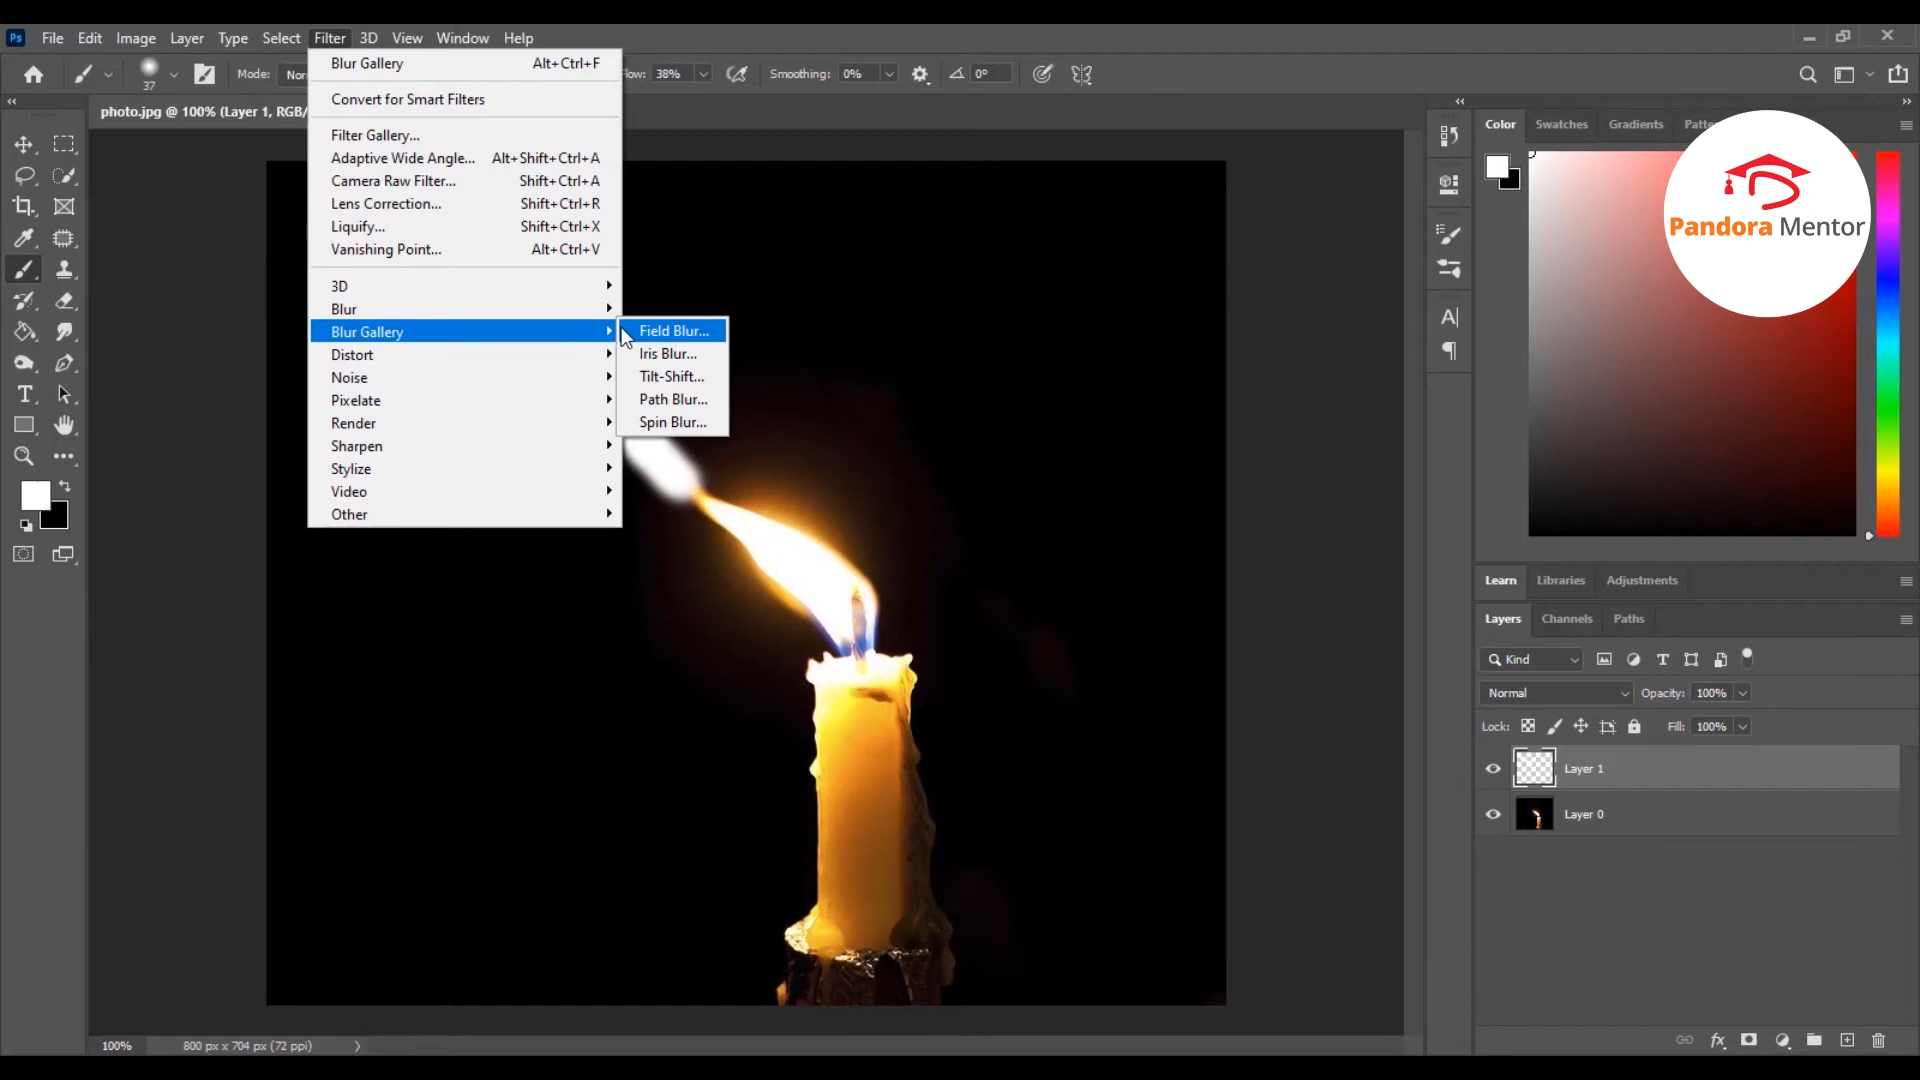 Ps File Edit Image Layer Type Select Filter 3D View Window Help
37 Mode: 38% Smoothing: 0% 0°
photo.jpg @ 100% (Layer 1, RGB/
Blur Gallery Alt+Ctrl+F
Convert for Smart Filters
Filter Gallery...
Adaptive Wide Angle... Alt+Shift+Ctrl+A
Camera Raw Filter... Shift+Ctrl+A
Lens Correction... Shift+Ctrl+R
Liquify... Shift+Ctrl+X
Vanishing Point... Alt+Ctrl+V
3D
Blur
Blur Gallery
Distort
Noise
Pixelate
Render
Sharpen
Stylize
Video
Other
Field Blur...
Iris Blur...
Tilt-Shift...
Path Blur...
Spin Blur...
Color Swatches Gradients
Pandora Mentor
Learn Libraries Adjustments
Layers Channels Paths
Kind
Normal Opacity: 100%
Lock: Fill: 100%
Layer 1
Layer 0
fx
100% 800 px x 704 px (72 ppi)